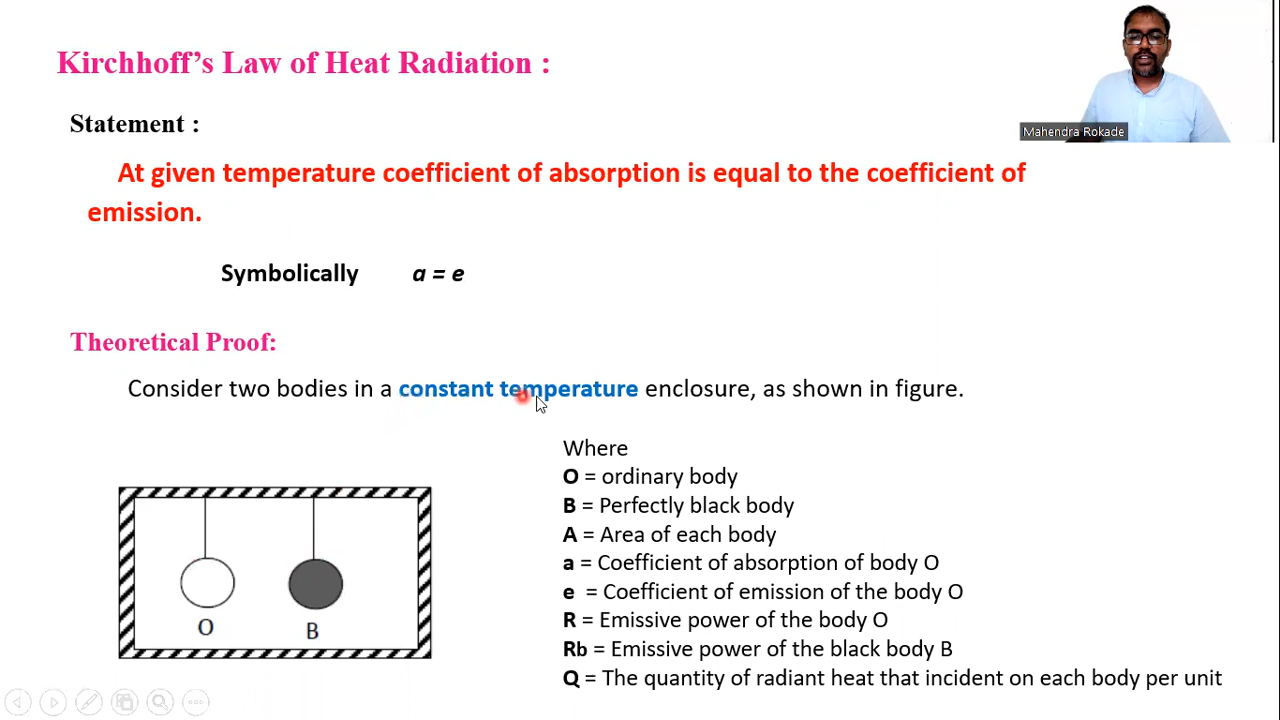 Kirchhoff’s Law of Heat Radiation :
Mahendra Rokade
Statement :
At given temperature coefficient of absorption is equal to the coefficient of
emission.
Symbolically a = e
Theoretical Proof:
Consider two bodies in a constant temperature enclosure, as shown in figure.
Where
O = ordinary body
B = Perfectly black body
A = Area of each body
a = Coefficient of absorption of body O
e = Coefficient of emission of the body O
R = Emissive power of the body O
Rb = Emissive power of the black body B
Q = The quantity of radiant heat that incident on each body per unit
O
B